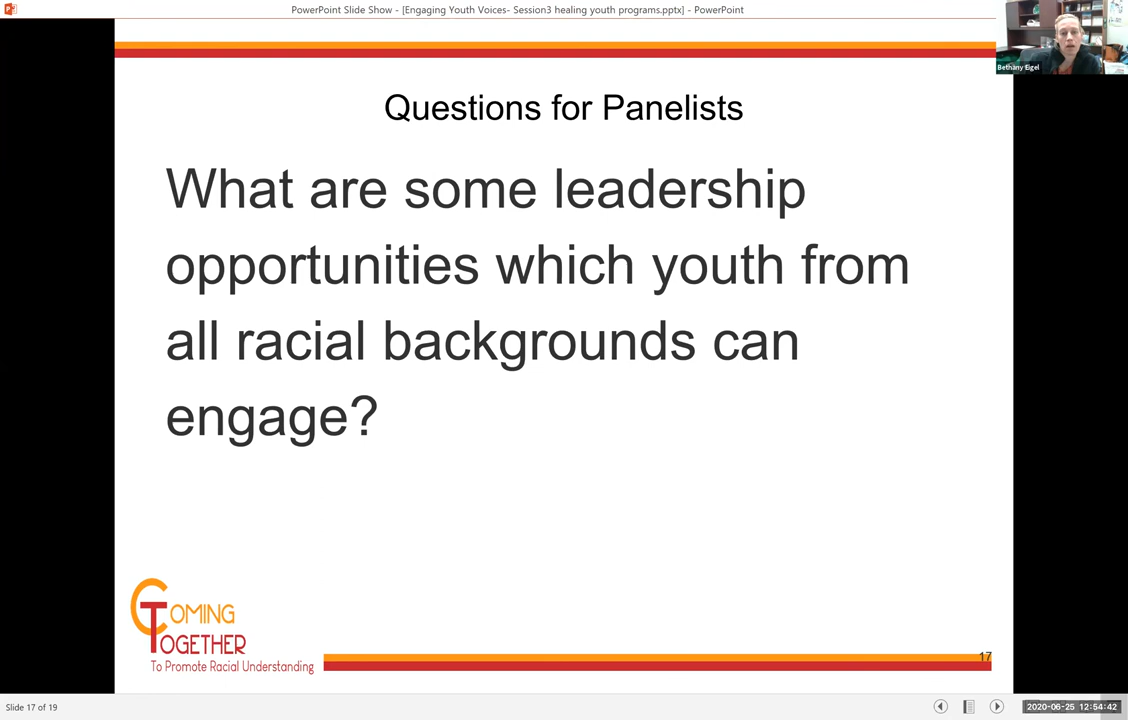 PowerPoint Slide Show - [Engaging Youth Voices- Session3 healing youth programs.pptx] - PowerPoint
Bethany Eigel
Questions for Panelists
What are some leadership
opportunities which youth from
all racial backgrounds can
engage?
COMING
TOGETHER
To Promote Racial Understanding
17
Slide 17 of 19
2020-06-25 12:54:42